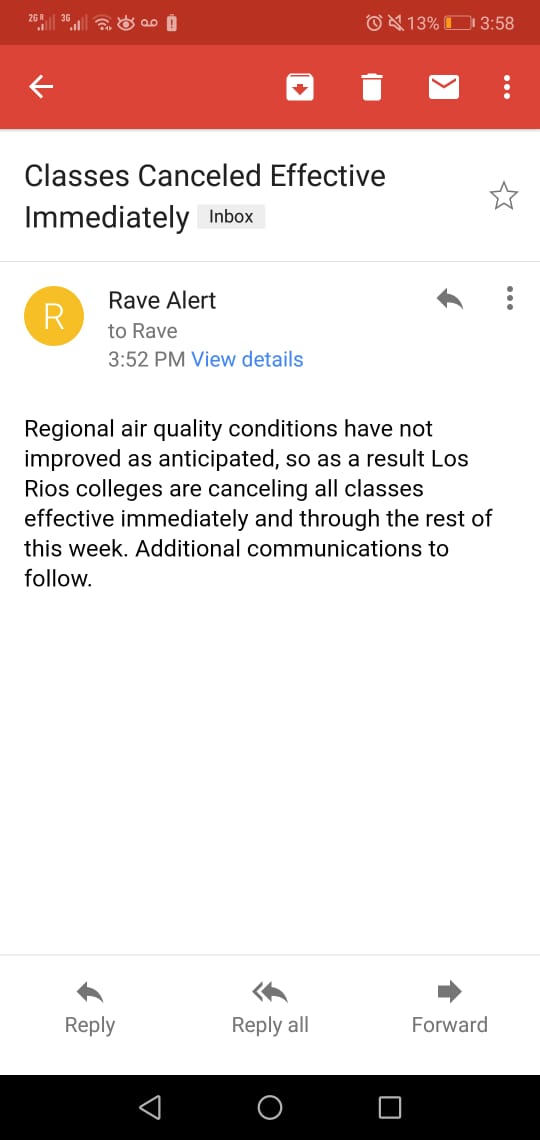 2G R 3G 13% 3:58
Classes Canceled Effective
Immediately Inbox
R Rave Alert
to Rave
3:52 PM View details
Regional air quality conditions have not
improved as anticipated, so as a result Los
Rios colleges are canceling all classes
effective immediately and through the rest of
this week. Additional communications to
follow.
Reply Reply all Forward